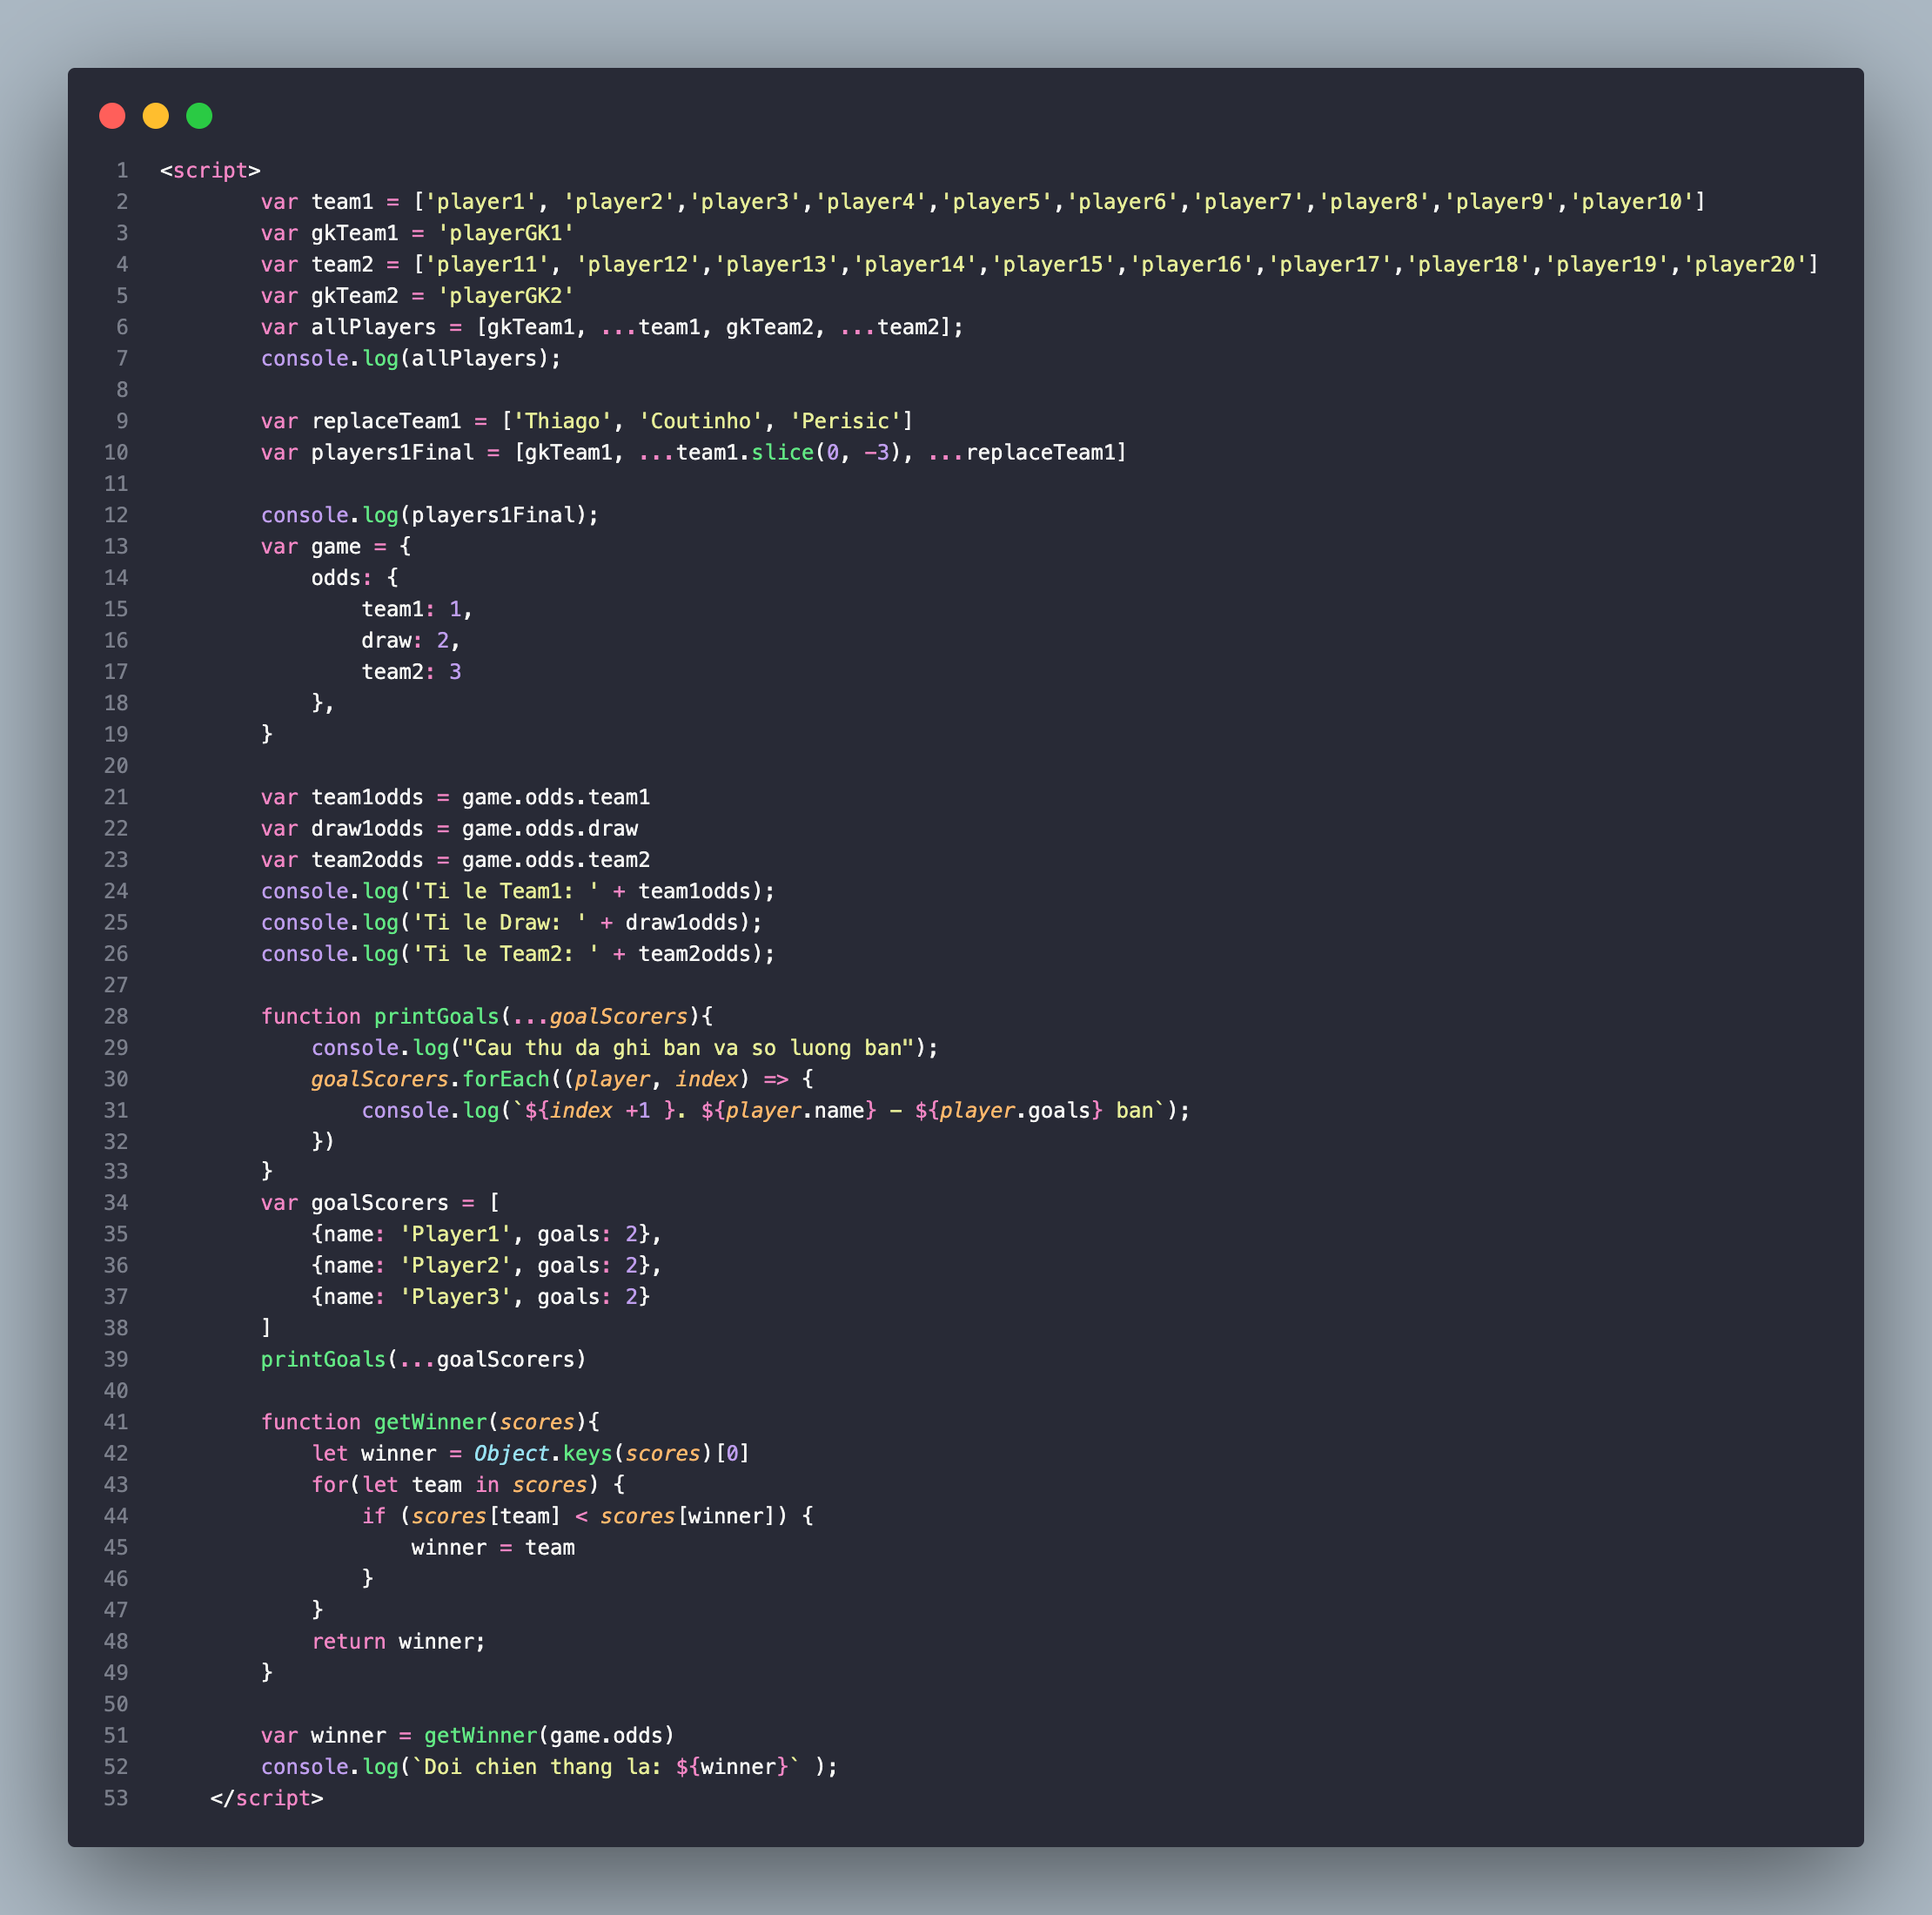 1 <script>
2 var team1 = ['player1', 'player2','player3','player4','player5','player6','player7','player8','player9','player10']
3 var gkTeam1 = 'playerGK1'
4 var team2 = ['player11', 'player12','player13','player14','player15','player16','player17','player18','player19','player20']
5 var gkTeam2 = 'playerGK2'
6 var allPlayers = [gkTeam1, ...team1, gkTeam2, ...team2];
7 console.log(allPlayers);
8
9 var replaceTeam1 = ['Thiago', 'Coutinho', 'Perisic']
10 var players1Final = [gkTeam1, ...team1.slice(0, -3), ...replaceTeam1]
11
12 console.log(players1Final);
13 var game = {
14 odds: {
15 team1: 1,
16 draw: 2,
17 team2: 3
18 },
19 }
20
21 var team1odds = game.odds.team1
22 var draw1odds = game.odds.draw
23 var team2odds = game.odds.team2
24 console.log('Ti le Team1: ' + team1odds);
25 console.log('Ti le Draw: ' + draw1odds);
26 console.log('Ti le Team2: ' + team2odds);
27
28 function printGoals(...goalScorers){
29 console.log("Cau thu da ghi ban va so luong ban");
30 goalScorers.forEach((player, index) => {
31 console.log(`${index +1 }. ${player.name} - ${player.goals} ban`);
32 })
33 }
34 var goalScorers = [
35 {name: 'Player1', goals: 2},
36 {name: 'Player2', goals: 2},
37 {name: 'Player3', goals: 2}
38 ]
39 printGoals(...goalScorers)
40
41 function getWinner(scores){
42 let winner = Object.keys(scores)[0]
43 for(let team in scores) {
44 if (scores[team] < scores[winner]) {
45 winner = team
46 }
47 }
48 return winner;
49 }
50
51 var winner = getWinner(game.odds)
52 console.log(`Doi chien thang la: ${winner}` );
53 </script>